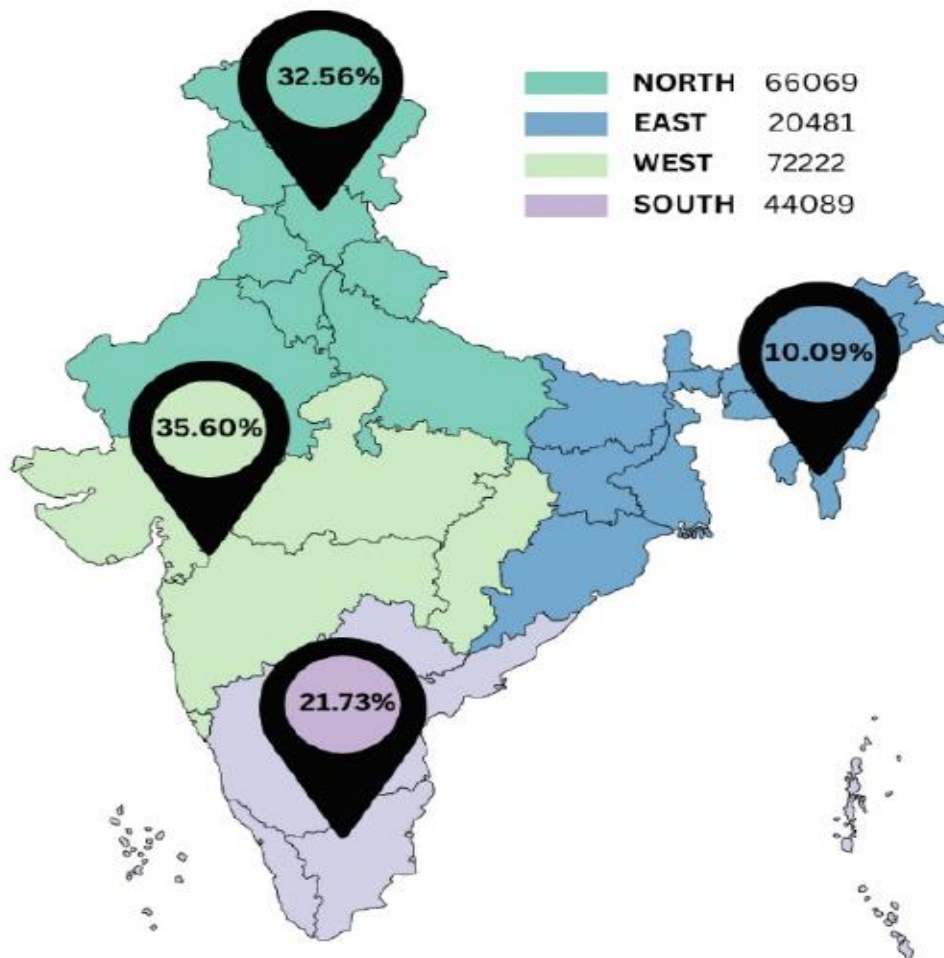 32.56%
NORTH 66069
EAST 20481
WEST 72222
SOUTH 44089
10.09%
35.60%
21.73%